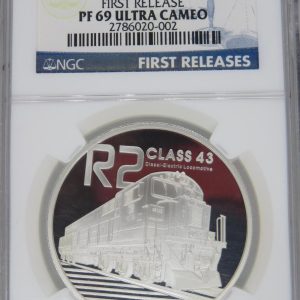 FIRST RELEASE
PF 69 ULTRA CAMEO
2786020-002
NGC
FIRST RELEASES
R2 CLASS 43
Diesel-Electric Locomotive